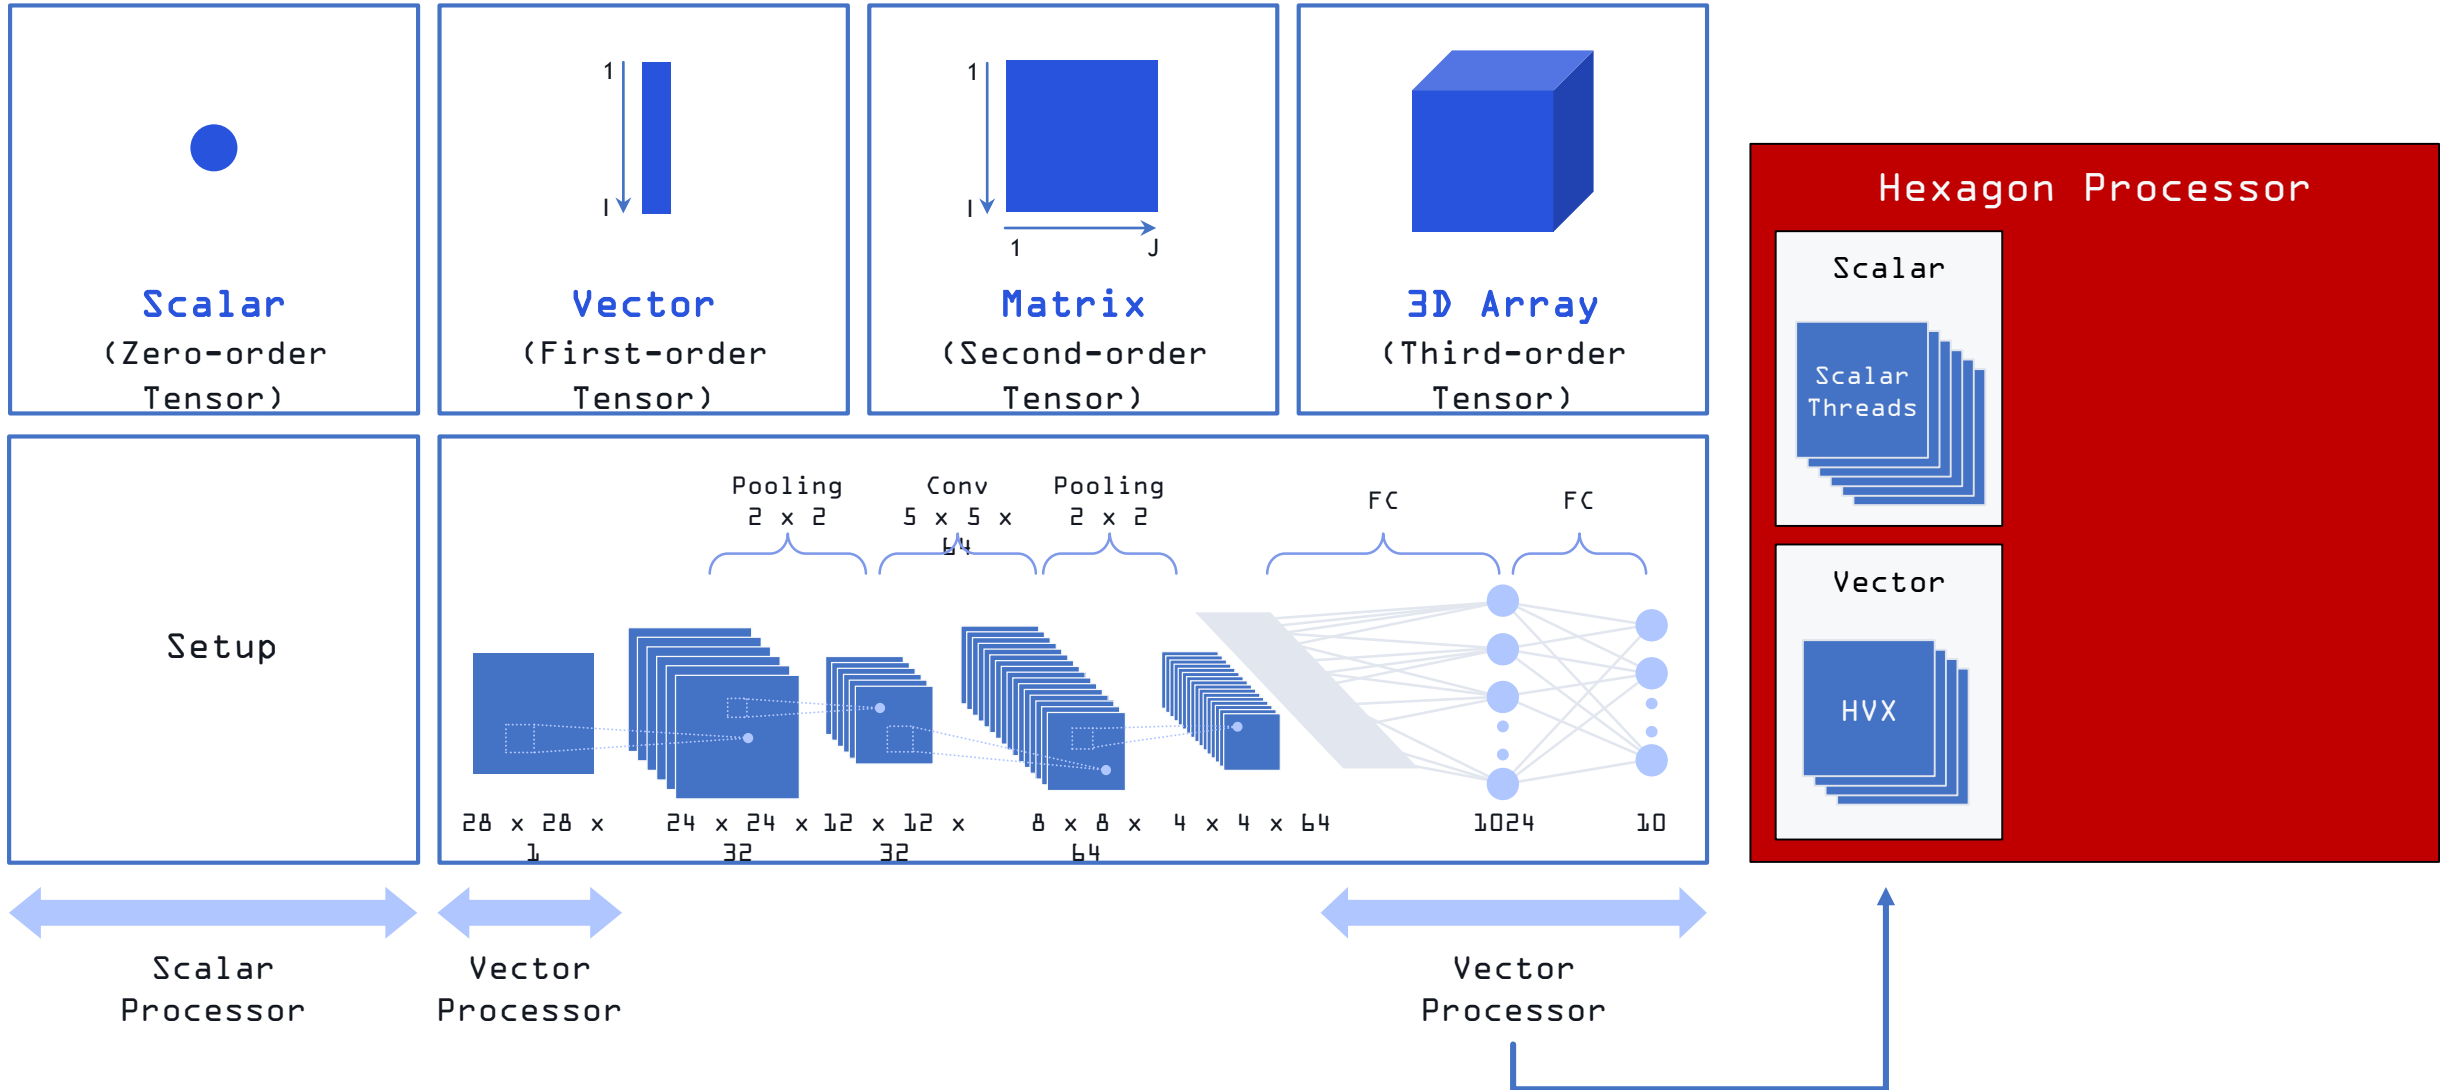 1
I
1
I
1
J
Scalar
(Zero-order
Tensor)
Vector
(First-order
Tensor)
Matrix
(Second-order
Tensor)
3D Array
(Third-order
Tensor)
Setup
Pooling
2 x 2
Conv
5 x 5 x
64
Pooling
2 x 2
FC
FC
28 x 28 x
1
24 x 24 x
32
12 x 12 x
32
8 x 8 x
64
4 x 4 x 64
1024
10
Scalar
Processor
Vector
Processor
Vector
Processor
Hexagon Processor
Scalar
Scalar
Threads
Vector
HVX